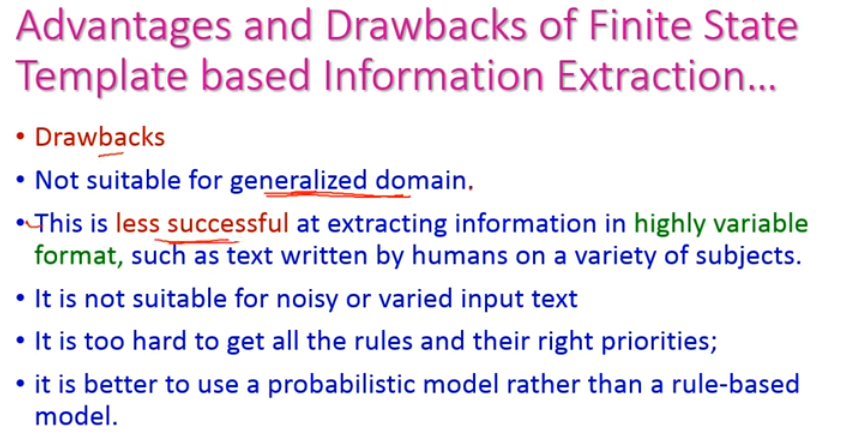 Advantages and Drawbacks of Finite State
Template based Information Extraction...
• Drawbacks
• Not suitable for generalized domain.
• This is less successful at extracting information in highly variable
format, such as text written by humans on a variety of subjects.
• It is not suitable for noisy or varied input text
• It is too hard to get all the rules and their right priorities;
• it is better to use a probabilistic model rather than a rule-based
model.